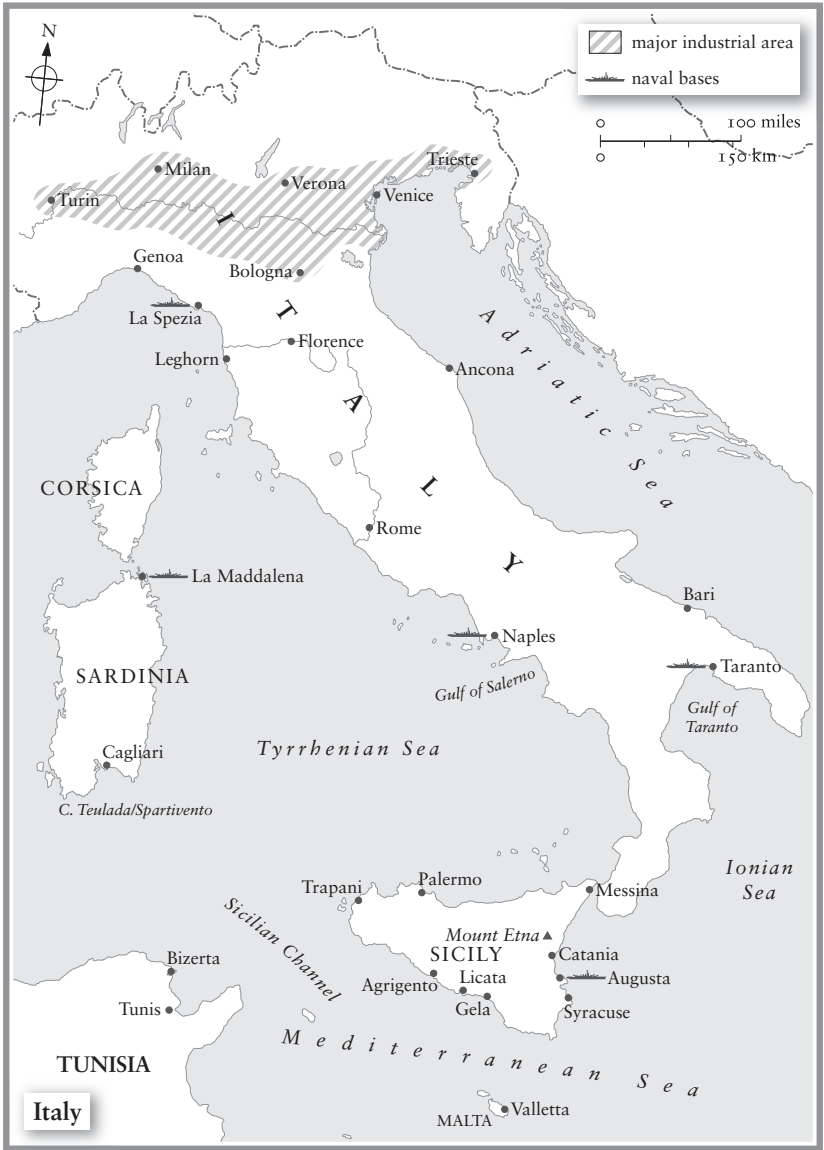 N
major industrial area
naval bases
0 100 miles
0 150 km
Trieste
Milan
Verona
Turin
Venice
I
Genoa
Bologna
La Spezia
T
Adriatic Sea
Florence
Leghorn
Ancona
A
CORSICA
L
Rome
Y
La Maddalena
Bari
Naples
SARDINIA
Taranto
Gulf of Salerno
Gulf of
Taranto
Tyrrhenian Sea
Cagliari
C. Teulada/Spartivento
Ionian
Sea
Trapani
Palermo
Messina
Sicilian Channel
Mount Etna
SICILY
Catania
Bizerta
Agrigento
Licata
Augusta
Tunis
Gela
Syracuse
Mediterranean Sea
TUNISIA
Italy
MALTA
Valletta